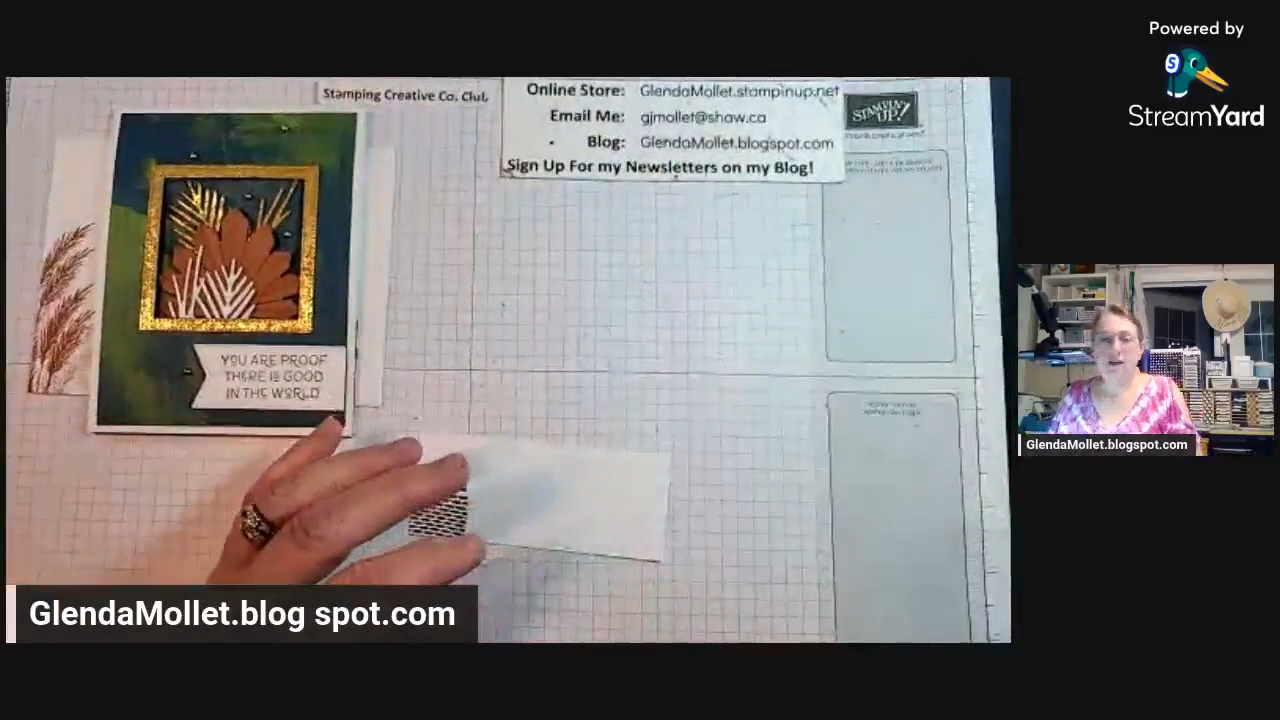 Powered by
StreamYard
Stamping Creative Co. Club
Online Store: GlendaMollet.stampinup.net
Email Me: gjmollet@shaw.ca
Blog: GlendaMollet.blogspot.com
Sign Up For my Newsletters on my Blog!
STAMPIN' UP!
YOU ARE PROOF
THERE IS GOOD
IN THE WORLD
GlendaMollet.blogspot.com
GlendaMollet.blog spot.com